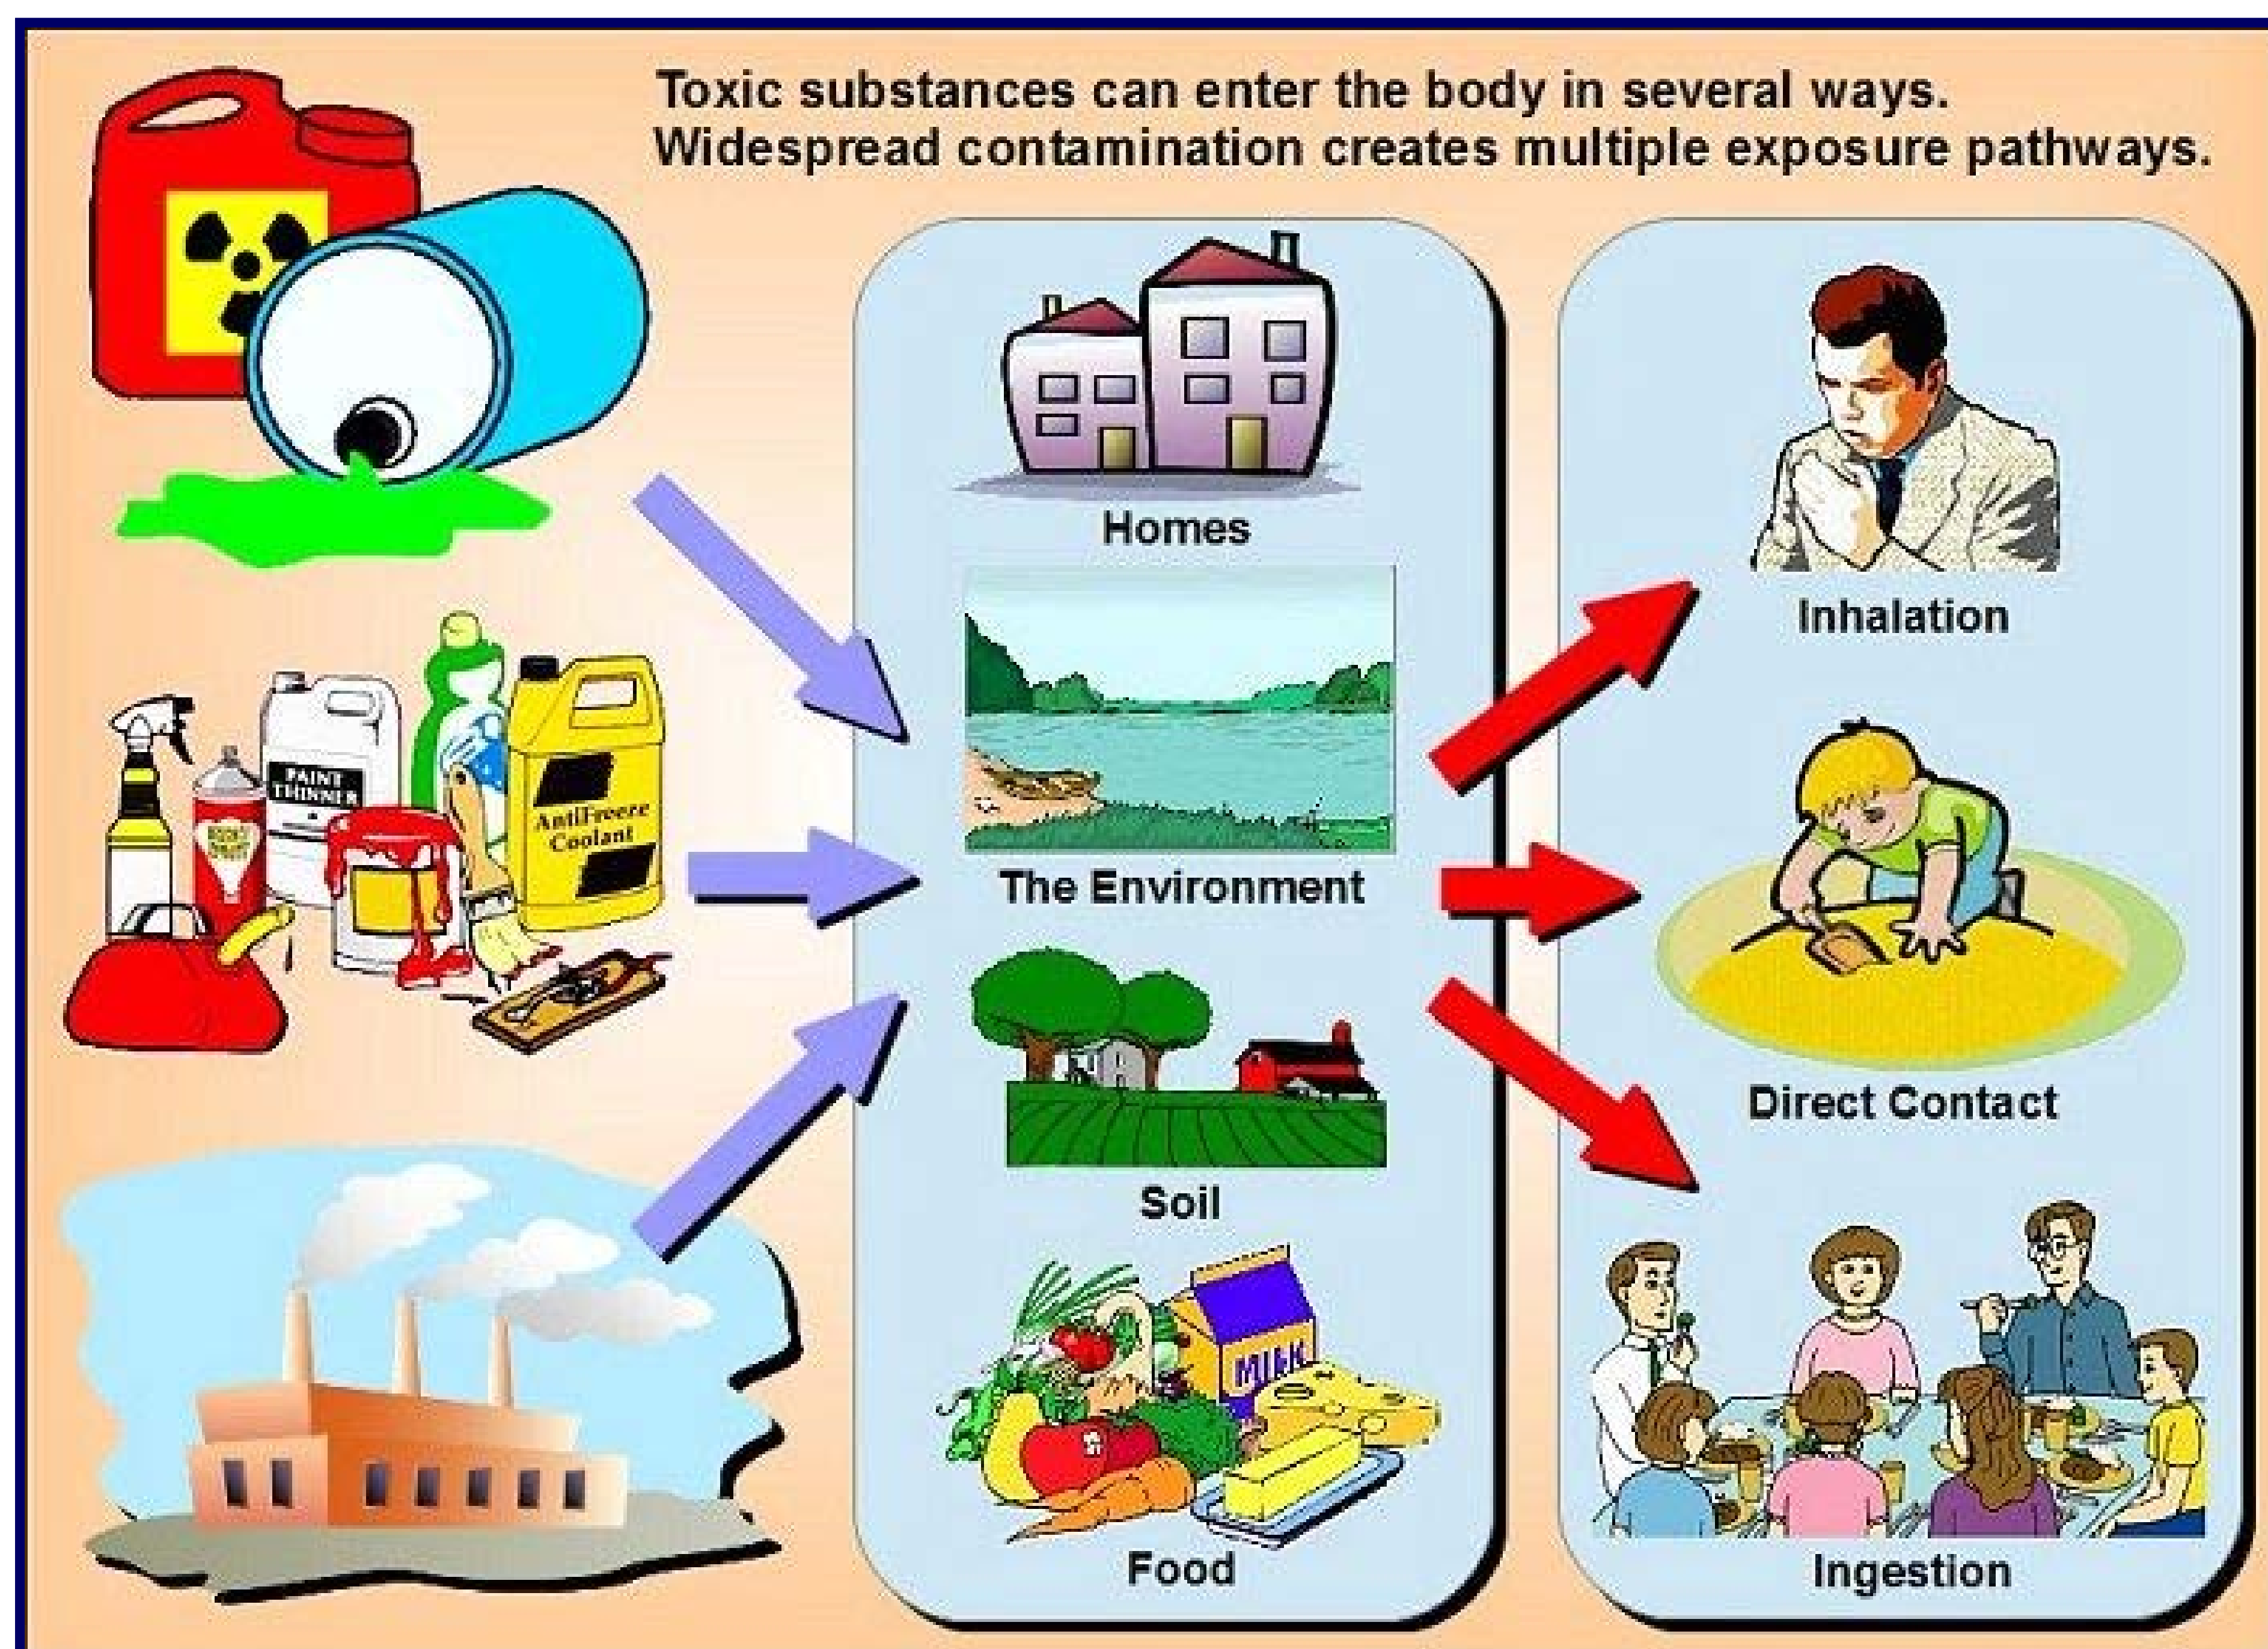 Toxic substances can enter the body in several ways.
Widespread contamination creates multiple exposure pathways.
Homes
The Environment
Soil
MILK
Food
Inhalation
Direct Contact
Ingestion
PAINT
THINNER
AntiFreeze
Coolant